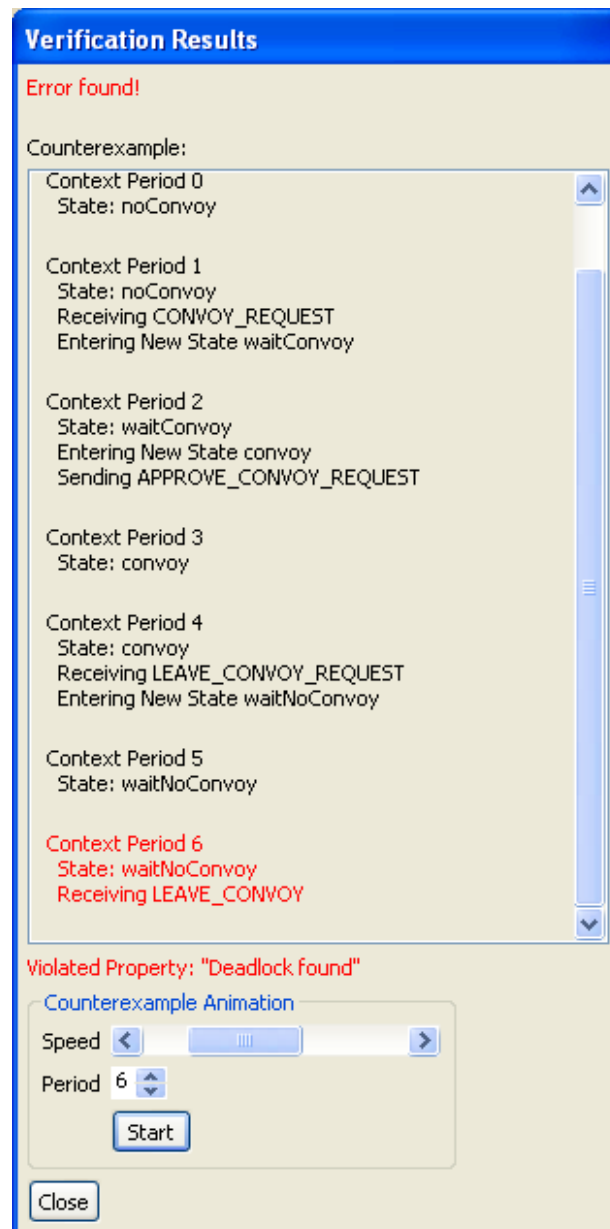 Verification Results
Error found!
Counterexample:
Context Period 0
State: noConvoy
Context Period 1
State: noConvoy
Receiving CONVOY_REQUEST
Entering New State waitConvoy
Context Period 2
State: waitConvoy
Entering New State convoy
Sending APPROVE_CONVOY_REQUEST
Context Period 3
State: convoy
Context Period 4
State: convoy
Receiving LEAVE_CONVOY_REQUEST
Entering New State waitNoConvoy
Context Period 5
State: waitNoConvoy
Context Period 6
State: waitNoConvoy
Receiving LEAVE_CONVOY
Violated Property: "Deadlock found"
Counterexample Animation
Speed
Period 6
Start
Close